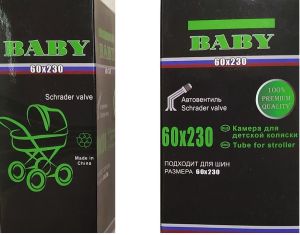 BABY
60x230
Schrader valve
Made in
China
BABY
60x230
Автовентиль
Schrader valve
100%
PREMIUM
QUALITY
60x230
Камера для
детской коляски
Tube for stroller
ПОДХОДИТ ДЛЯ ШИН
РАЗМЕРА 60x230